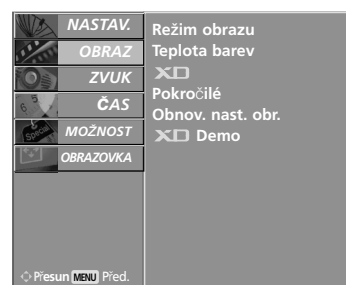 NASTAV.
OBRAZ
ZVUK
ČAS
MOŽNOST
OBRAZOVKA
Režim obrazu
Teplota barev
XD
Pokročilé
Obnov. nast. obr.
XD Demo
Přesun MENU Před.